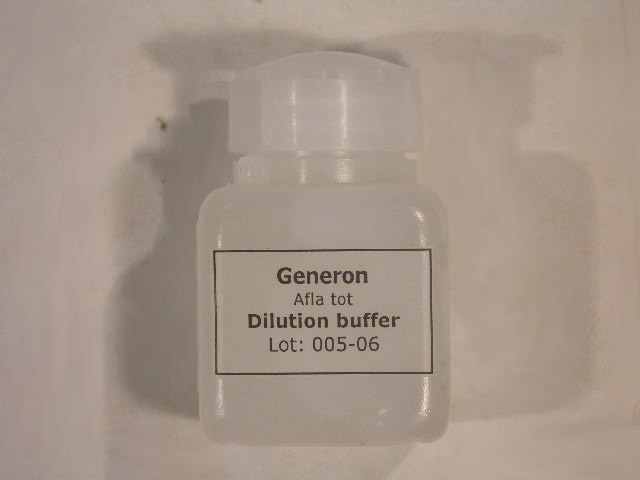 Generon
Afla tot
Dilution buffer
Lot: 005-06